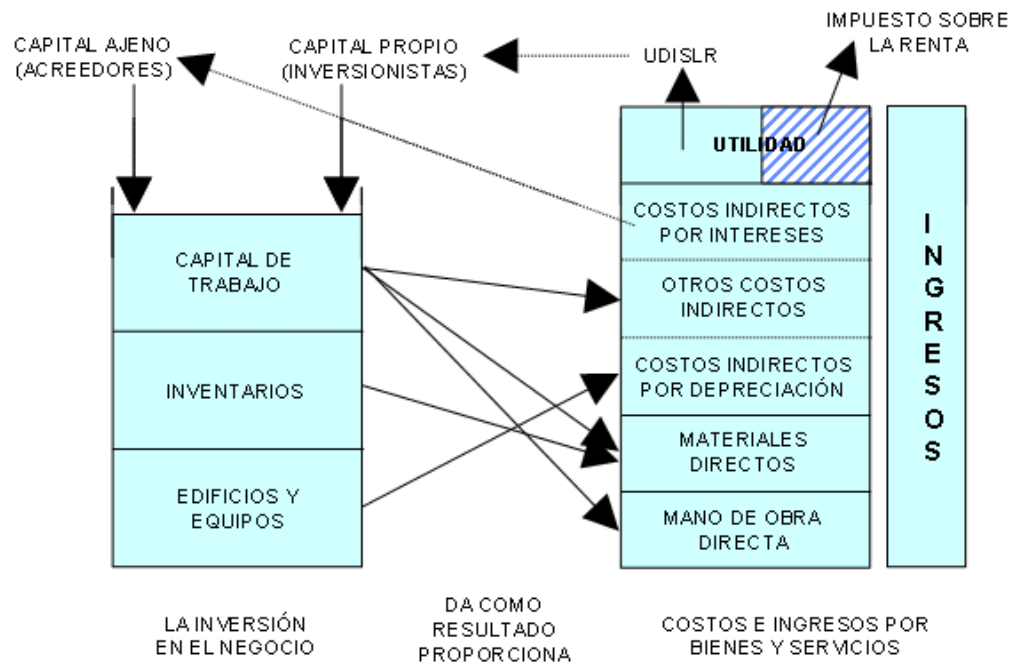 IMPUESTO SOBRE
LA RENTA
CAPITAL AJENO
(ACREEDORES)
CAPITAL PROPIO
(INVERSIONISTAS)
UDISLR
UTILIDAD
COSTOS INDIRECTOS
POR INTERESES
CAPITAL DE
TRABAJO
OTROS COSTOS
INDIRECTOS
INVENTARIOS
COSTOS INDIRECTOS
POR DEPRECIACIÓN
MATERIALES
DIRECTOS
EDIFICIOS Y
EQUIPOS
MANO DE OBRA
DIRECTA
INGRESOS
LA INVERSIÓN
EN EL NEGOCIO
DA COMO
RESULTADO
PROPORCIONA
COSTOS E INGRESOS POR
BIENES Y SERVICIOS